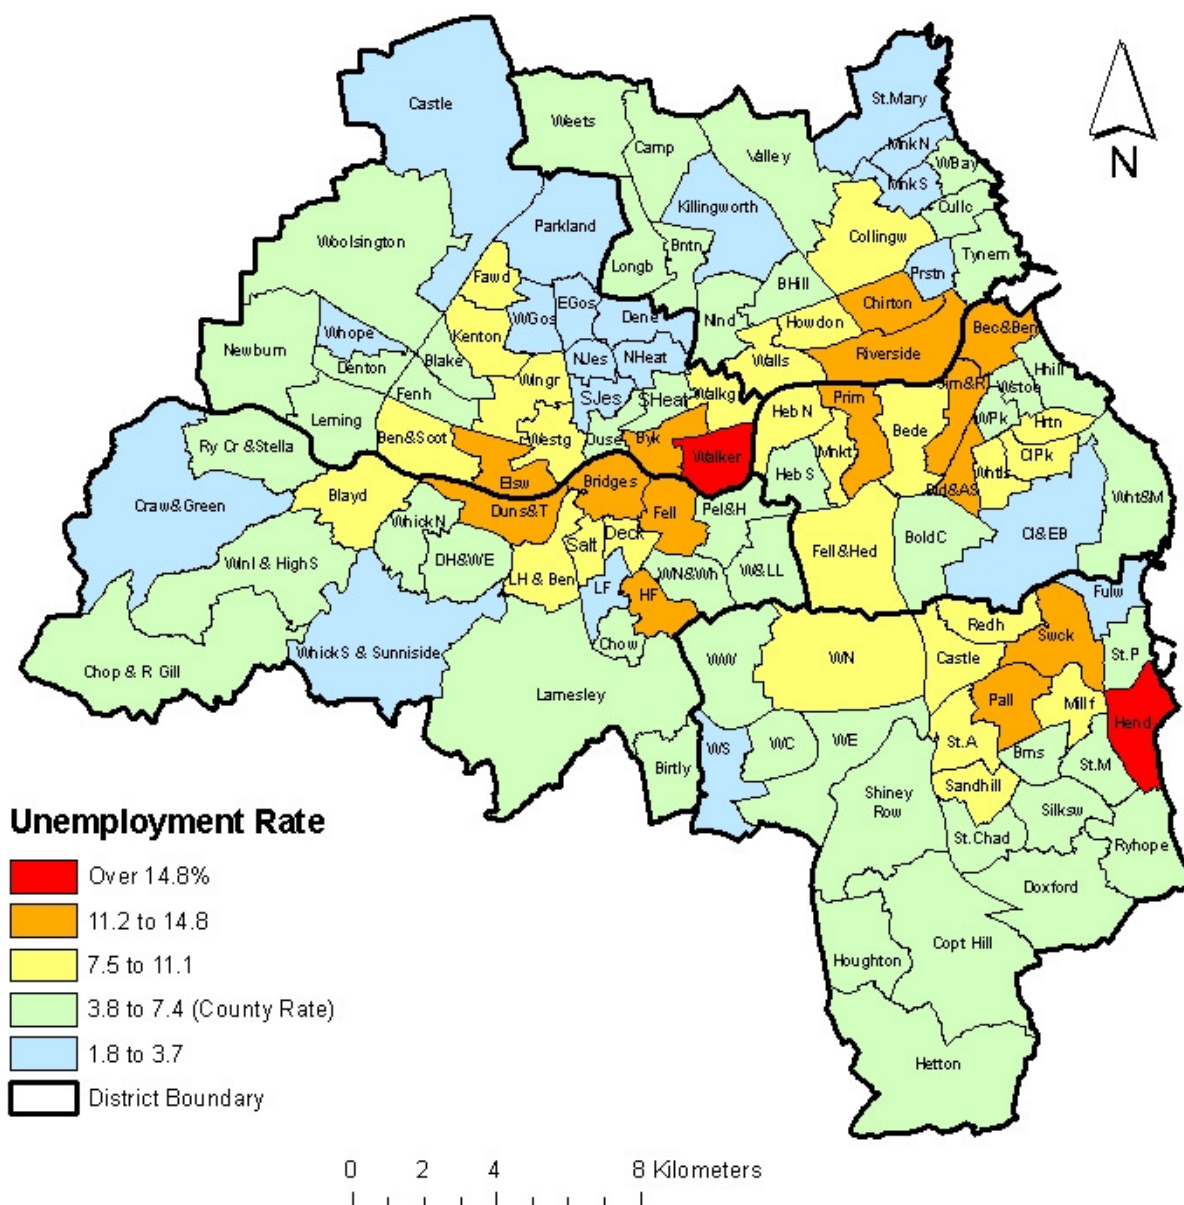 Castle
Weets
Camp
Valley
St.Mary
MnkN
WBay
MnkS
Cullc
Killingworth
Parkland
Woolsington
Collingw
Tynem
Bntn
Longb
Prstn
Fawd
BHill
EGos
WGos
Dene
Chirton
Nlnd
Howdon
Bec&Ben
Whope
Kenton
Newburn
Blake
NJes
NHeat
Riverside
Walls
Denton
Hhill
Wngr
Jrrw&R
Wstoe
Fenh
SJes
SHeat
Walkg
Prim
Heb N
WPk
Hrtn
Leming
Ben&Scot
Westg
Duse
Byk
Bede
Ry Cr &Stella
Mnkt
ClPk
Walker
Whtls
Heb S
Elsw
Bridges
Bid&AS
Wht&M
Craw&Green
Blayd
WhickN
Duns&T
Fell
Pel&H
Cl&EB
BoldC
Salt
Deck
Fell&Hed
Wnl & HighS
DH&WE
LH & Ben
WN&Wh
W&LL
LF
HF
Fulw
Redh
Swck
Chow
WhickS & Sunniside
Castle
St.P
WW
WN
Chop & R Gill
Lamesley
Pall
Millf
Hend
WS
WC
WE
St.A
Brns
Birtly
St.M
Sandhill
Shiney
Row
Silksw
St.Chad
Ryhope
Doxford
Copt Hill
Houghton
Hetton
N
Unemployment Rate
Over 14.8%
11.2 to 14.8
7.5 to 11.1
3.8 to 7.4 (County Rate)
1.8 to 3.7
District Boundary
0 2 4 8 Kilometers